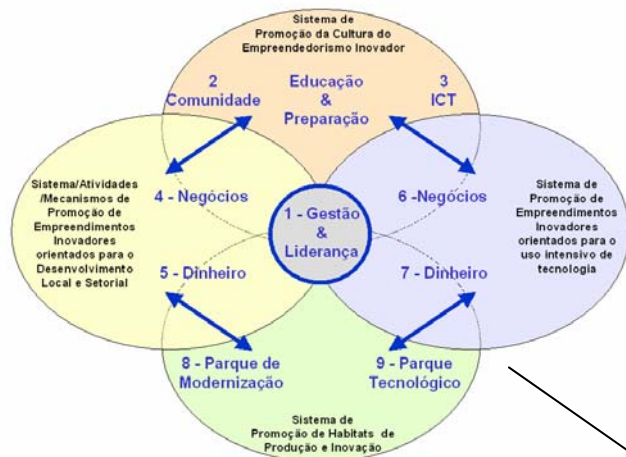 Sistema de
Promoção da Cultura do
Empreendedorismo Inovador
2
Comunidade
Educação
&
Preparação
3
ICT
Sistema/Atividades
/Mecanismos de
Promoção de
Empreendimentos
Inovadores
orientados para o
Desenvolvimento
Local e Setorial
4 - Negócios
1 - Gestão
&
Liderança
6 -Negócios
Sistema de
Promoção de
Empreendimentos
Inovadores
orientados para o
uso intensivo de
tecnologia
5 - Dinheiro
7 - Dinheiro
8 - Parque de
Modernização
9 - Parque
Tecnológico
Sistema de
Promoção de Habitats de
Produção e Inovação